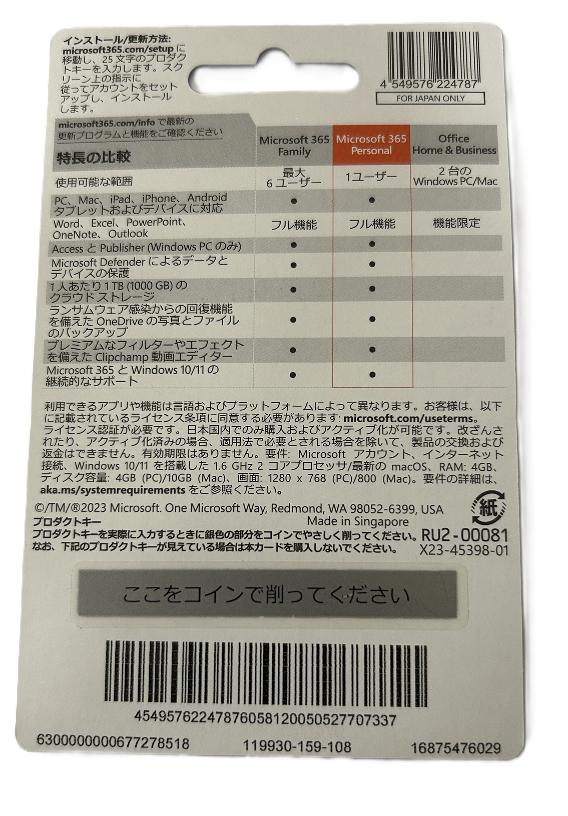 インストール/更新方法:
microsoft365.com/setup に
移動し、25 文字のプロダク
トキーを入力します。スク
リーン上の指示に
従ってアカウントをセット
アップし、インストール
します。
4 549576 224787
FOR JAPAN ONLY
microsoft365.com/info で最新の
更新プログラムと機能をご確認ください
特長の比較
Microsoft 365 Family
Microsoft 365 Personal
Office Home & Business
使用可能な範囲
最大 6 ユーザー
1 ユーザー
2 台の Windows PC/Mac
PC、Mac、iPad、iPhone、Android
タブレットおよびデバイスに対応
● ●
Word、Excel、PowerPoint、
OneNote、Outlook
フル機能 フル機能 機能限定
Access と Publisher (Windows PC のみ) ● ●
Microsoft Defender によるデータと
デバイスの保護
● ●
1 人あたり 1 TB (1000 GB) の
クラウド ストレージ
● ●
ランサムウェア感染からの回復機能
を備えた OneDrive の写真とファイル
のバックアップ
● ●
プレミアムなフィルターやエフェクト
を備えた Clipchamp 動画エディター
● ●
Microsoft 365 と Windows 10/11 の
継続的なサポート
● ●
利用できるアプリや機能は言語およびプラットフォームによって異なります。お客様は、以下
に記載されているライセンス条項に同意する必要があります: microsoft.com/useterms。
ライセンス認証が必要です。日本国内でのみ購入およびアクティブ化が可能です。改ざんさ
れたり、アクティブ化済みの場合、適用法で必要とされる場合を除いて、製品の交換および
返金はできません。有効期限はありません。要件: Microsoft アカウント、インターネット
接続、Windows 10/11 を搭載した 1.6 GHz 2 コアプロセッサ/最新の macOS、RAM: 4GB、
ディスク容量: 4GB (PC)/10GB (Mac)、画面: 1280 x 768 (PC)/800 (Mac)。要件の詳細は、
aka.ms/systemrequirements をご参照ください。
©/TM/®2023 Microsoft. One Microsoft Way, Redmond, WA 98052-6399, USA
紙
プロダクトキー
Made in Singapore
プロダクトキーを実際に入力するときに銀色の部分をコインでやさしく削ってください。
RU2-00081
なお、下記のプロダクトキーが見えている場合は本カードを購入しないでください。
X23-45398-01
ここをコインで削ってください
4549576224787605812005052770​7337
6300000000677278518 119930-159-108 16875476029